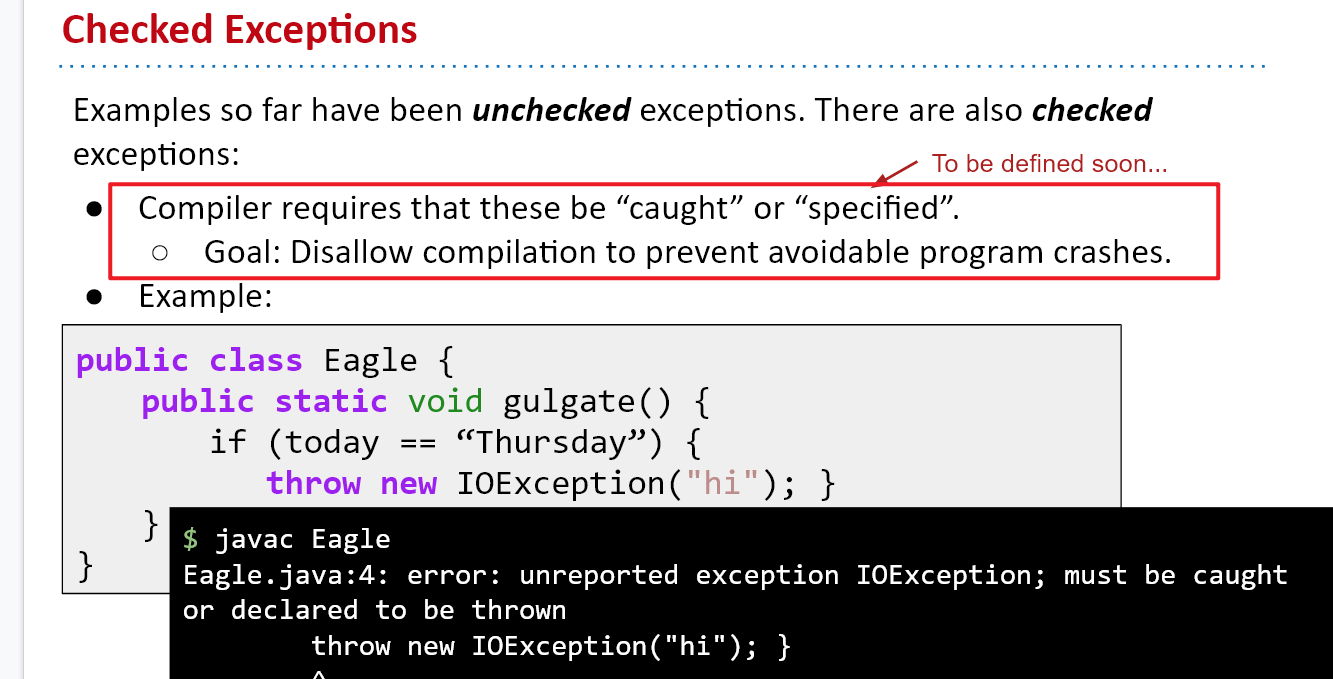 Checked Exceptions
Examples so far have been unchecked exceptions. There are also checked
exceptions:
To be defined soon...
● Compiler requires that these be “caught” or “specified”.
○ Goal: Disallow compilation to prevent avoidable program crashes.
● Example:
public class Eagle {
public static void gulgate() {
if (today == “Thursday”) {
throw new IOException("hi"); }
}
}
$ javac Eagle
Eagle.java:4: error: unreported exception IOException; must be caught
or declared to be thrown
throw new IOException("hi"); }
^